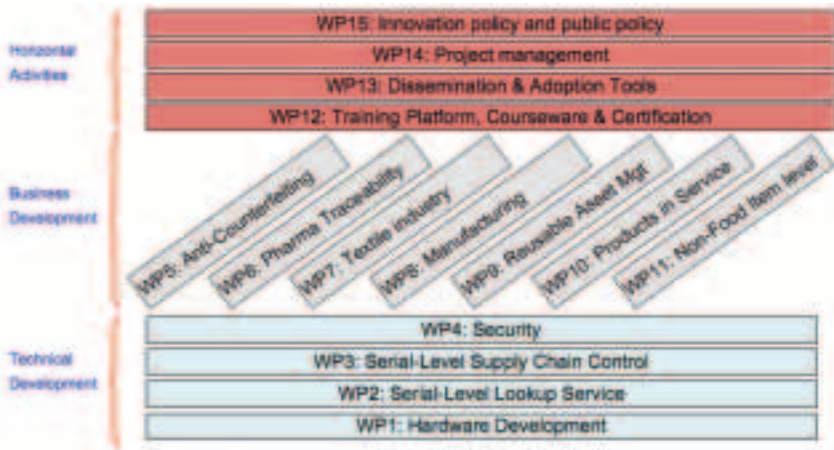 Horizontal
Activities
WP15: Innovation policy and public policy
WP14: Project management
WP13: Dissemination & Adoption Tools
WP12: Training Platform, Courseware & Certification
Business
Development
WP5: Anti-Counterfeiting
WP6: Pharma Traceability
WP7: Textile industry
WP8: Manufacturing
WP9: Reusable Asset Mgt
WP10: Products in Service
WP11: Non-Food Item level
Technical
Development
WP4: Security
WP3: Serial-Level Supply Chain Control
WP2: Serial-Level Lookup Service
WP1: Hardware Development